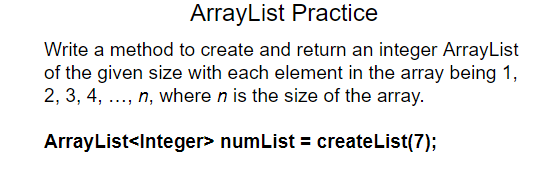 ArrayList Practice
Write a method to create and return an integer ArrayList
of the given size with each element in the array being 1,
2, 3, 4, …, n, where n is the size of the array.
ArrayList<Integer> numList = createList(7);